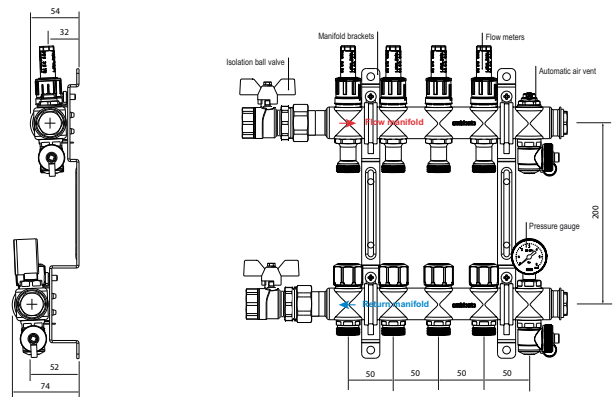 54
32
Manifold brackets
Flow meters
Isolation ball valve
Automatic air vent
Flow manifold
200
Pressure gauge
Return manifold
50
50
50
50
52
74